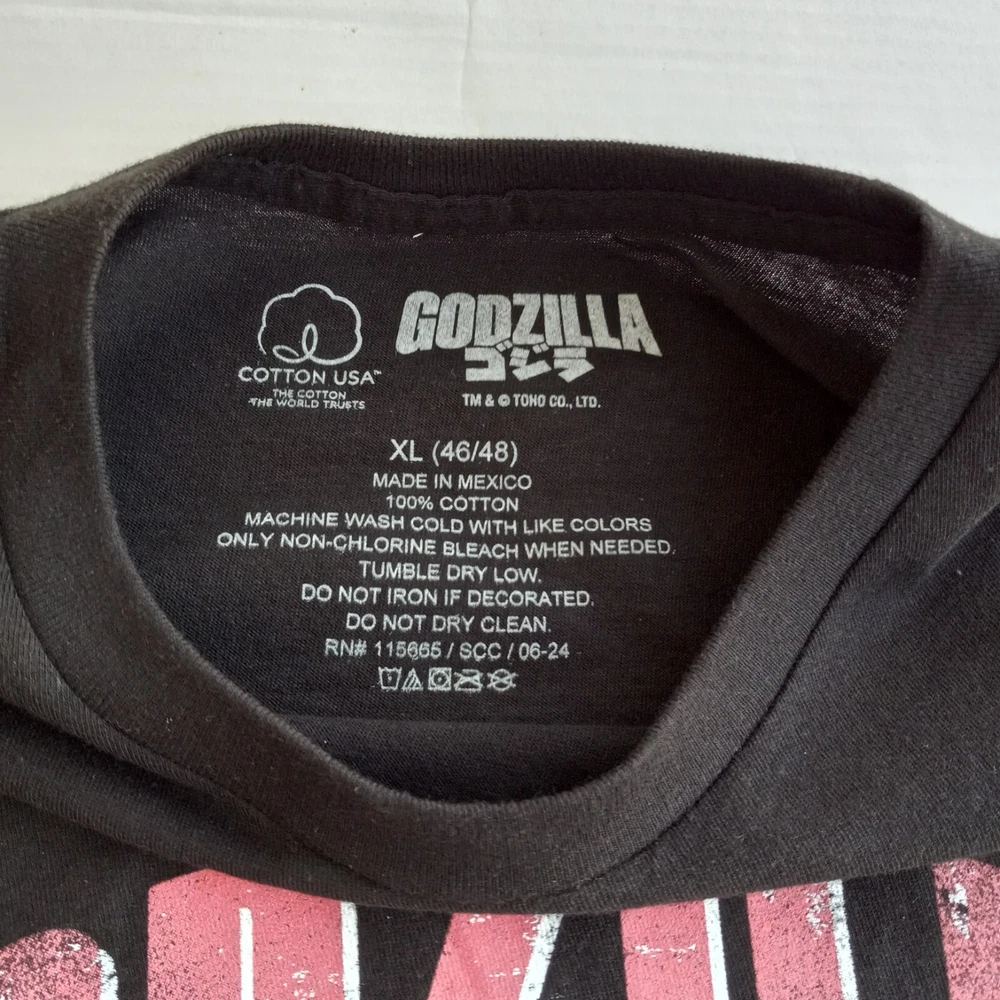 COTTON USA™
THE COTTON
THE WORLD TRUSTS
GODZILLA
ゴジラ
TM & © TOHO CO., LTD.
XL (46/48)
MADE IN MEXICO
100% COTTON
MACHINE WASH COLD WITH LIKE COLORS
ONLY NON-CHLORINE BLEACH WHEN NEEDED.
TUMBLE DRY LOW.
DO NOT IRON IF DECORATED.
DO NOT DRY CLEAN.
RN# 115665 / SCC / 06-24